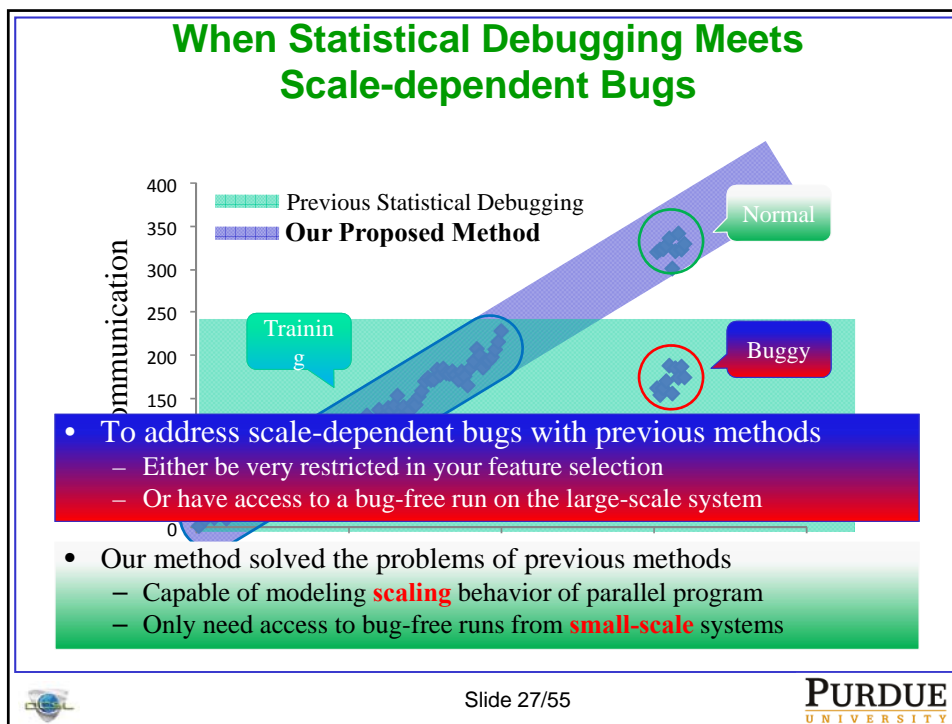 When Statistical Debugging Meets
Scale-dependent Bugs
400
350
300
250
200
150
0
ommunication
Previous Statistical Debugging
Our Proposed Method
Normal
Trainin
g
Buggy
• To address scale-dependent bugs with previous methods
– Either be very restricted in your feature selection
– Or have access to a bug-free run on the large-scale system
• Our method solved the problems of previous methods
– Capable of modeling scaling behavior of parallel program
– Only need access to bug-free runs from small-scale systems
Slide 27/55
PURDUE
UNIVERSITY